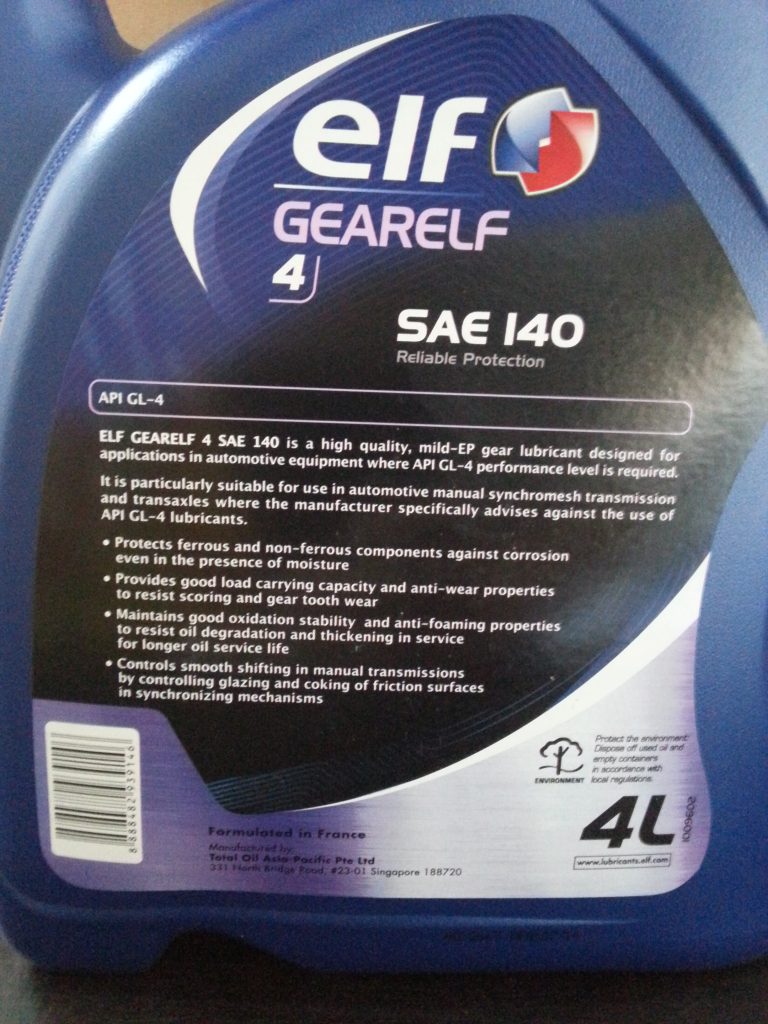 elf
GEARELF
4
SAE 140
Reliable Protection
API GL-4
ELF GEARELF 4 SAE 140 is a high quality, mild-EP gear lubricant designed for
applications in automotive equipment where API GL-4 performance level is required.
It is particularly suitable for use in automotive manual synchromesh transmission
and transaxles where the manufacturer specifically advises against the use of
API GL-4 lubricants.
• Protects ferrous and non-ferrous components against corrosion
even in the presence of moisture
• Provides good load carrying capacity and anti-wear properties
to resist scoring and gear tooth wear
• Maintains good oxidation stability and anti-foaming properties
to resist oil degradation and thickening in service
for longer oil service life
• Controls smooth shifting in manual transmissions
by controlling glazing and coking of friction surfaces
in synchronizing mechanisms
8 888482 939146
Protect the environment:
Dispose off used oil and
empty containers
in accordance with
local regulations.
ENVIRONMENT
4L
1009602
www.lubricants.elf.com
Formulated in France
Manufactured by:
Total Oil Asia-Pacific Pte Ltd
331 North Bridge Road, #23-01 Singapore 188720